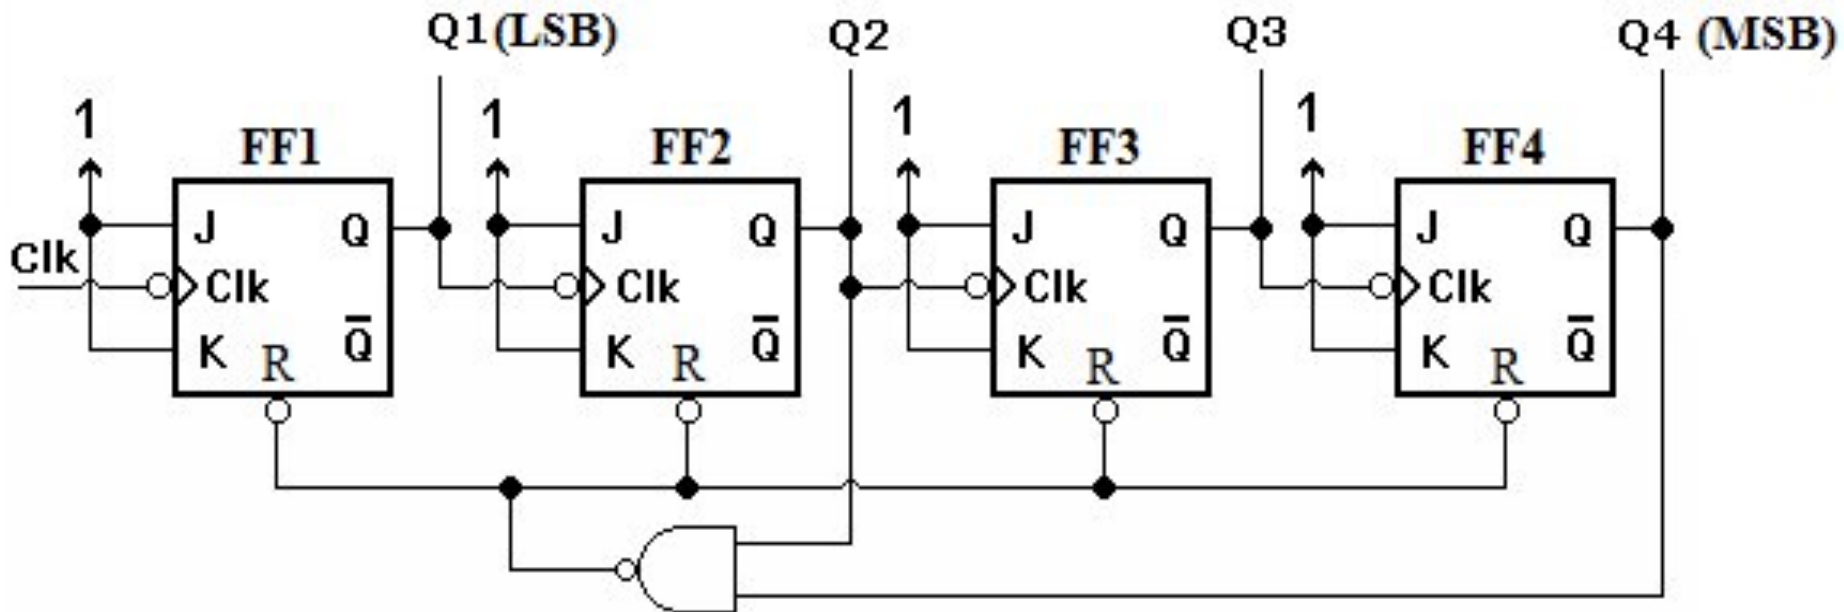 Q1 (LSB) Q2 Q3 Q4 (MSB)
1 1 1 1
FF1 FF2 FF3 FF4
J Q J Q J Q J Q
Clk
Clk Clk Clk Clk
K Q̅ K Q̅ K Q̅ K Q̅
R R R R